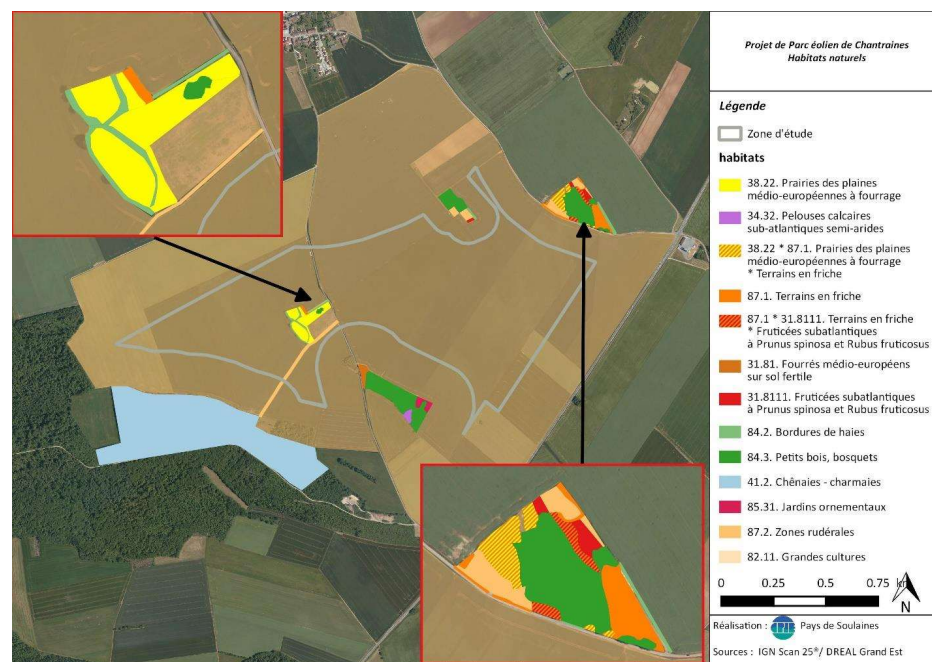 Projet de Parc éolien de Chantraines
Habitats naturels
Légende
Zone d'étude
habitats
38.22. Prairies des plaines
médio-européennes à fourrage
34.32. Pelouses calcaires
sub-atlantiques semi-arides
38.22 * 87.1. Prairies des plaines
médio-européennes à fourrage
* Terrains en friche
87.1. Terrains en friche
87.1 * 31.8111. Terrains en friche
* Fruticées subatlantiques
à Prunus spinosa et Rubus fruticosus
31.81. Fourrés médio-européens
sur sol fertile
31.8111. Fruticées subatlantiques
à Prunus spinosa et Rubus fruticosus
84.2. Bordures de haies
84.3. Petits bois, bosquets
41.2. Chênaies - charmaies
85.31. Jardins ornementaux
87.2. Zones rudérales
82.11. Grandes cultures
0 0.25 0.5 0.75 km
N
Réalisation : Pays de Soulaines
Sources : IGN Scan 25®/ DREAL Grand Est